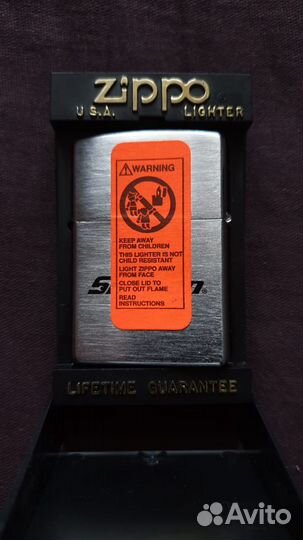 zippo
U.S.A. LIGHTER
WARNING
KEEP AWAY
FROM CHILDREN
THIS LIGHTER IS NOT
CHILD RESISTANT
LIGHT ZIPPO AWAY
FROM FACE
CLOSE LID TO
PUT OUT FLAME
READ
INSTRUCTIONS
LIFETIME GUARANTEE
Avito